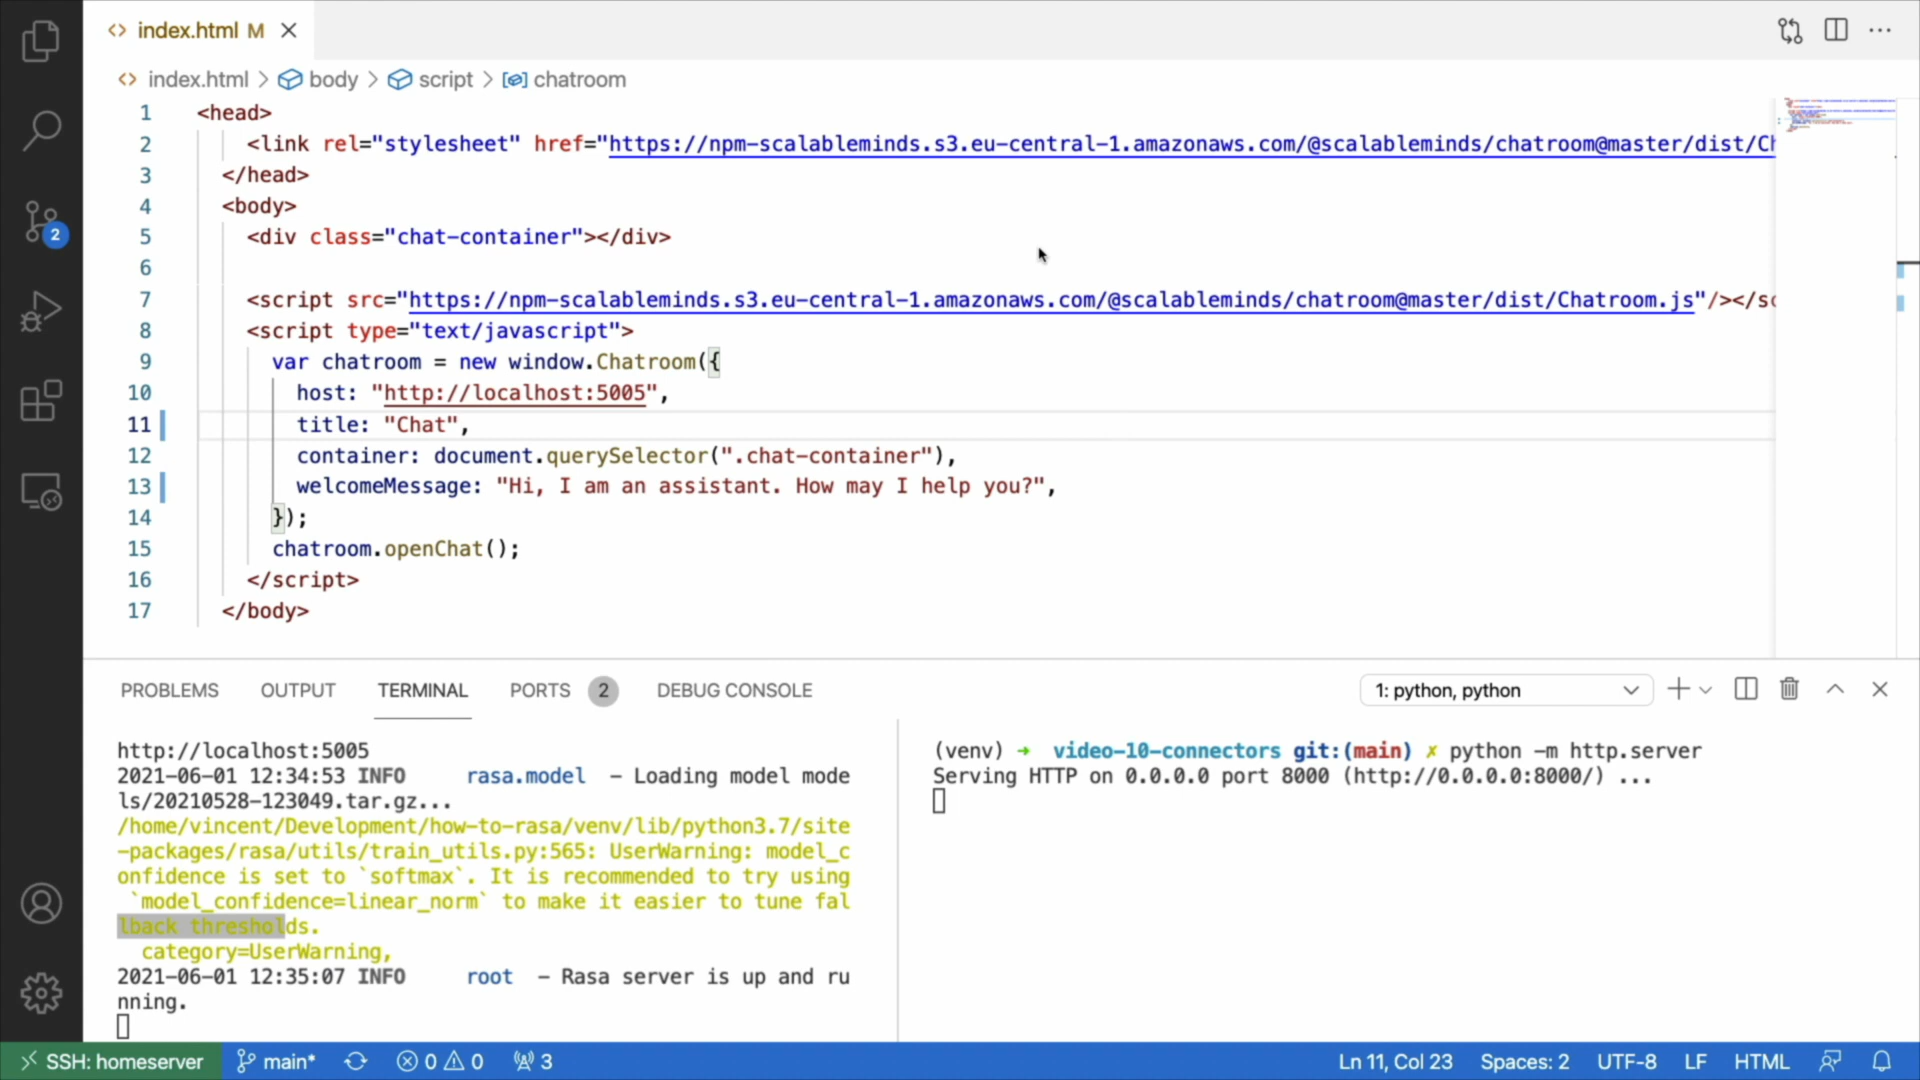 index.html M
index.html > body > script > chatroom
1 <head>
2 <link rel="stylesheet" href="https://npm-scalableminds.s3.eu-central-1.amazonaws.com/@scalableminds/chatroom@master/dist/Ch
3 </head>
4 <body>
5 <div class="chat-container"></div>
6
7 <script src="https://npm-scalableminds.s3.eu-central-1.amazonaws.com/@scalableminds/chatroom@master/dist/Chatroom.js"/></sc
8 <script type="text/javascript">
9 var chatroom = new window.Chatroom({
10 host: "http://localhost:5005",
11 title: "Chat",
12 container: document.querySelector(".chat-container"),
13 welcomeMessage: "Hi, I am an assistant. How may I help you?",
14 });
15 chatroom.openChat();
16 </script>
17 </body>
2
PROBLEMS OUTPUT TERMINAL PORTS 2 DEBUG CONSOLE 1: python, python
http://localhost:5005
2021-06-01 12:34:53 INFO rasa.model - Loading model mode
ls/20210528-123049.tar.gz...
/home/vincent/Development/how-to-rasa/venv/lib/python3.7/site
-packages/rasa/utils/train_utils.py:565: UserWarning: model_c
onfidence is set to `softmax`. It is recommended to try using
`model_confidence=linear_norm` to make it easier to tune fal
lback thresholds.
category=UserWarning,
2021-06-01 12:35:07 INFO root - Rasa server is up and ru
nning.
(venv) ➜ video-10-connectors git:(main) ✗ python -m http.server
Serving HTTP on 0.0.0.0 port 8000 (http://0.0.0.0:8000/) ...
SSH: homeserver main* 0 0 3 Ln 11, Col 23 Spaces: 2 UTF-8 LF HTML